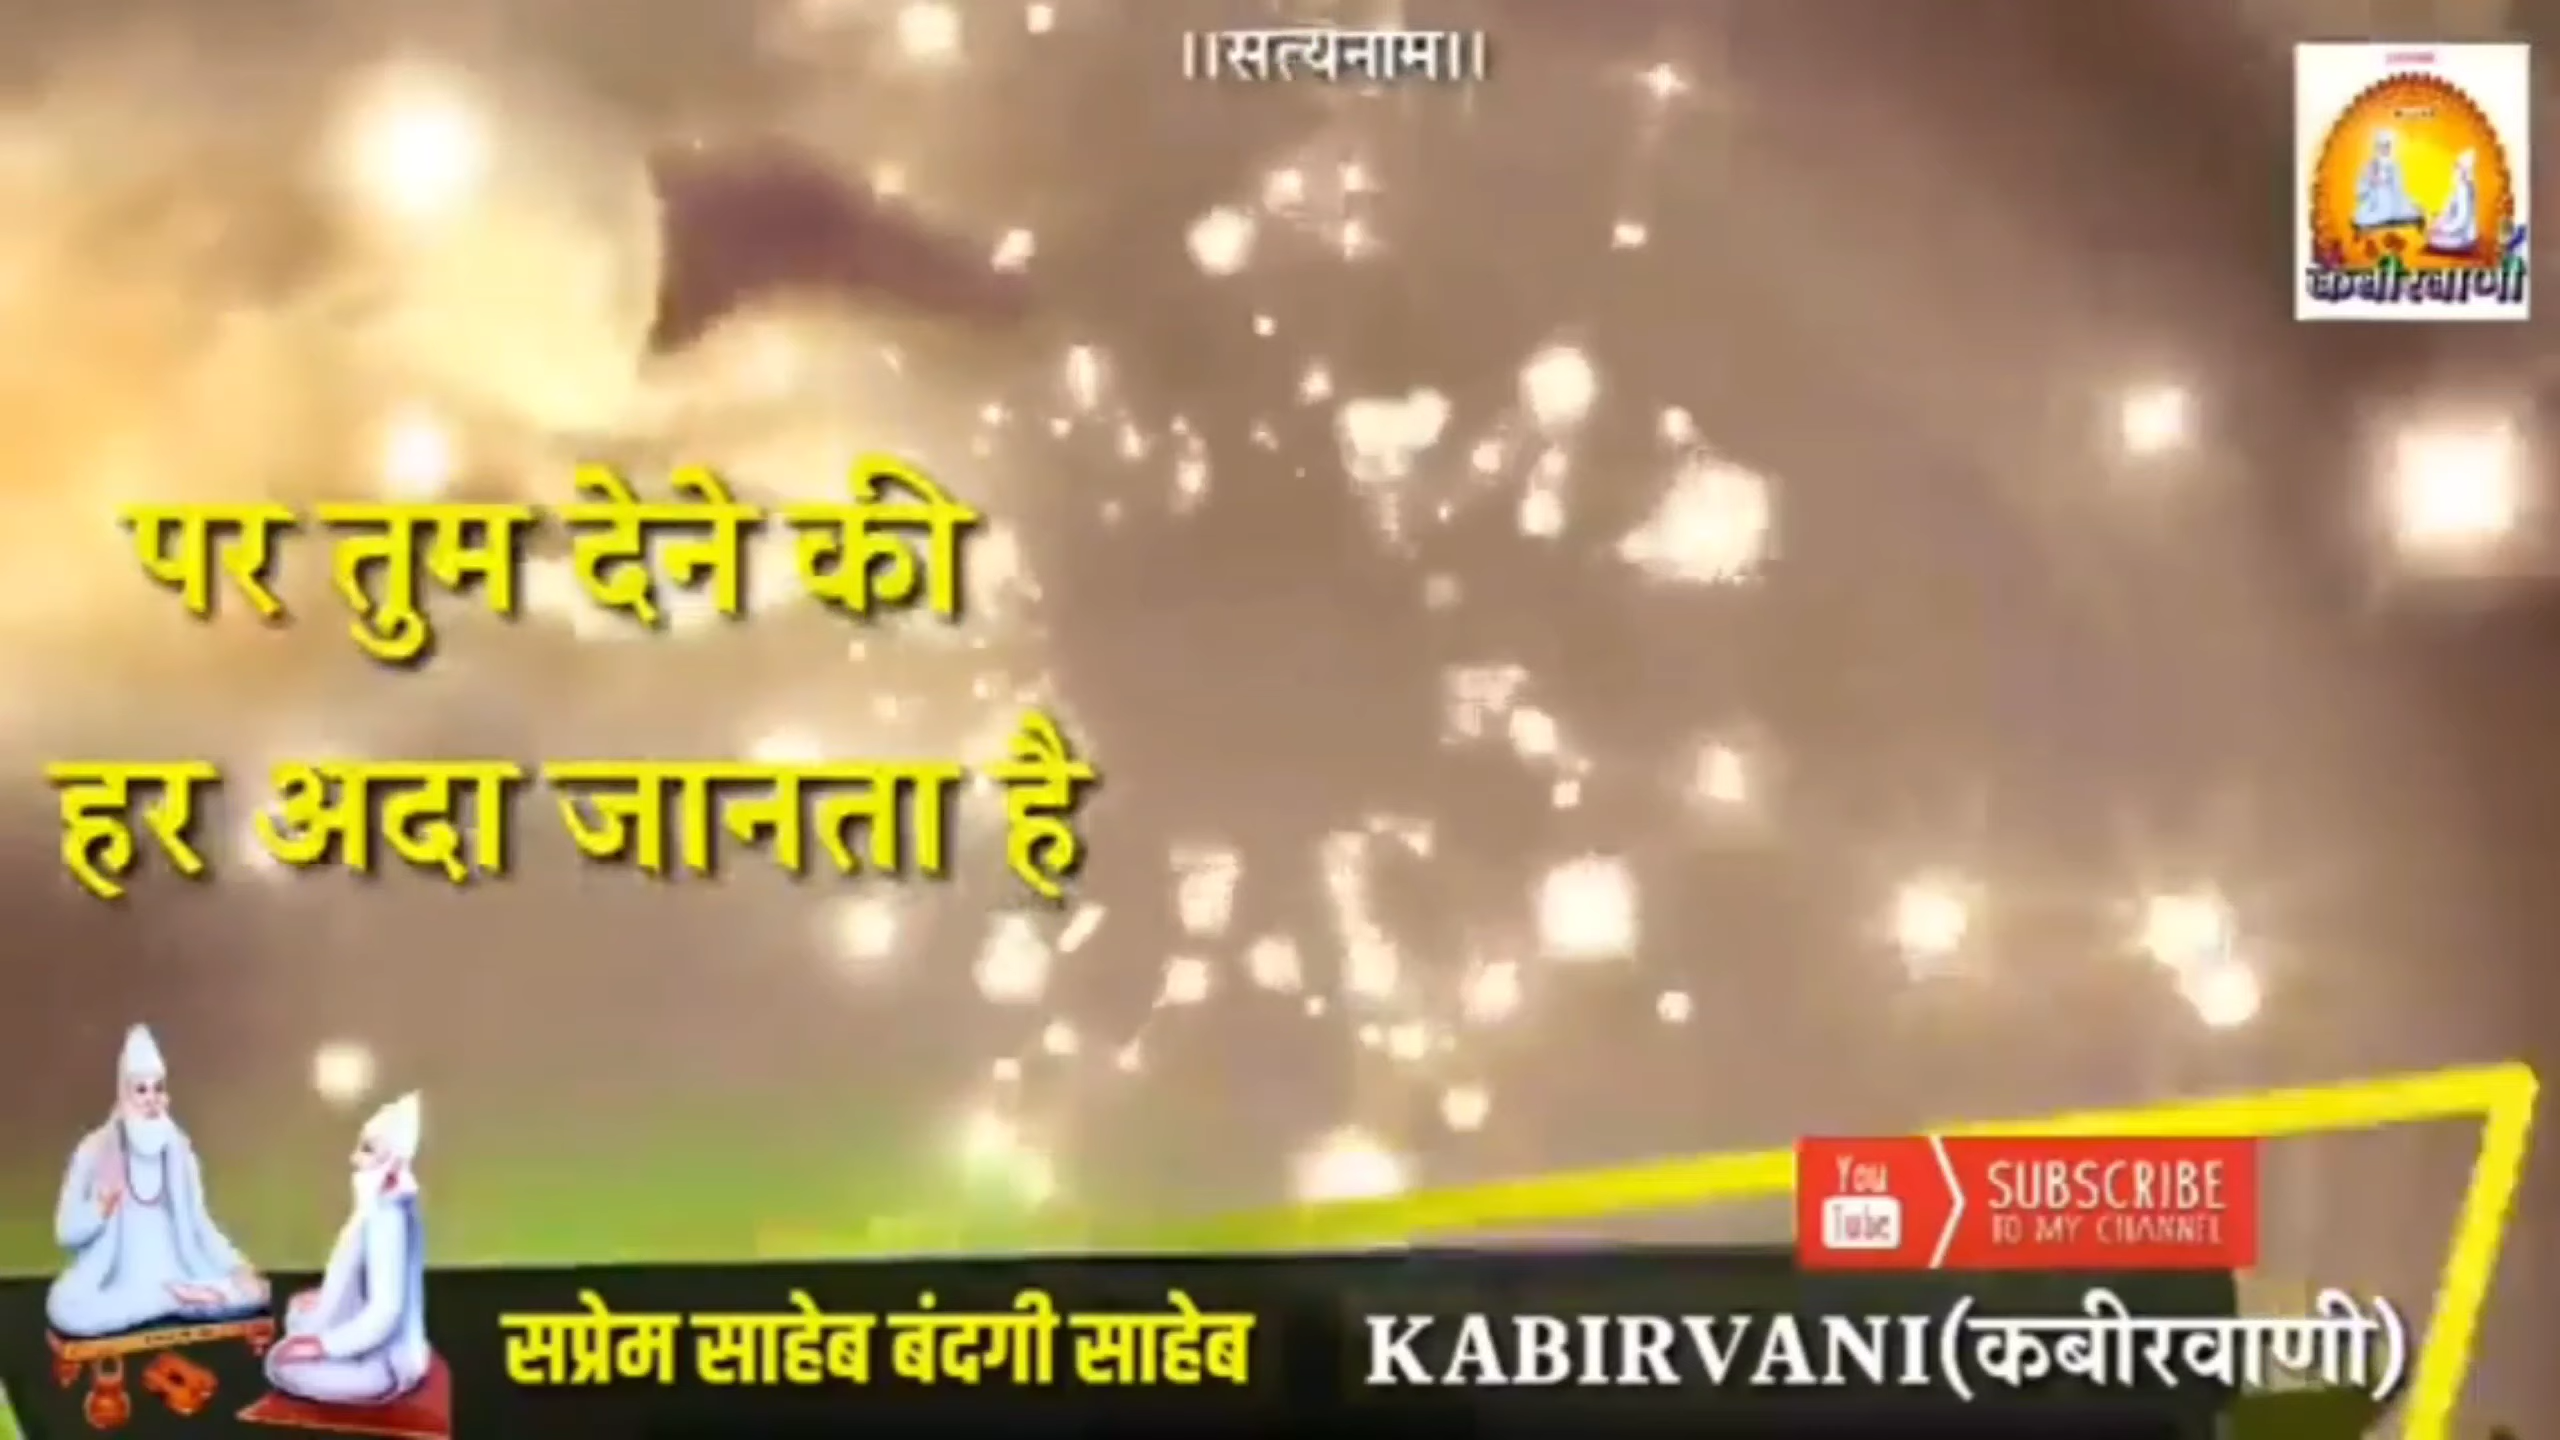 ।।सत्यनाम।।
कबीरवाणी
पर तुम देने की
हर अदा जानता है
You
Tube
SUBSCRIBE
TO MY CHANNEL
सप्रेम साहेब बंदगी साहेब
KABIRVANI(कबीरवाणी)